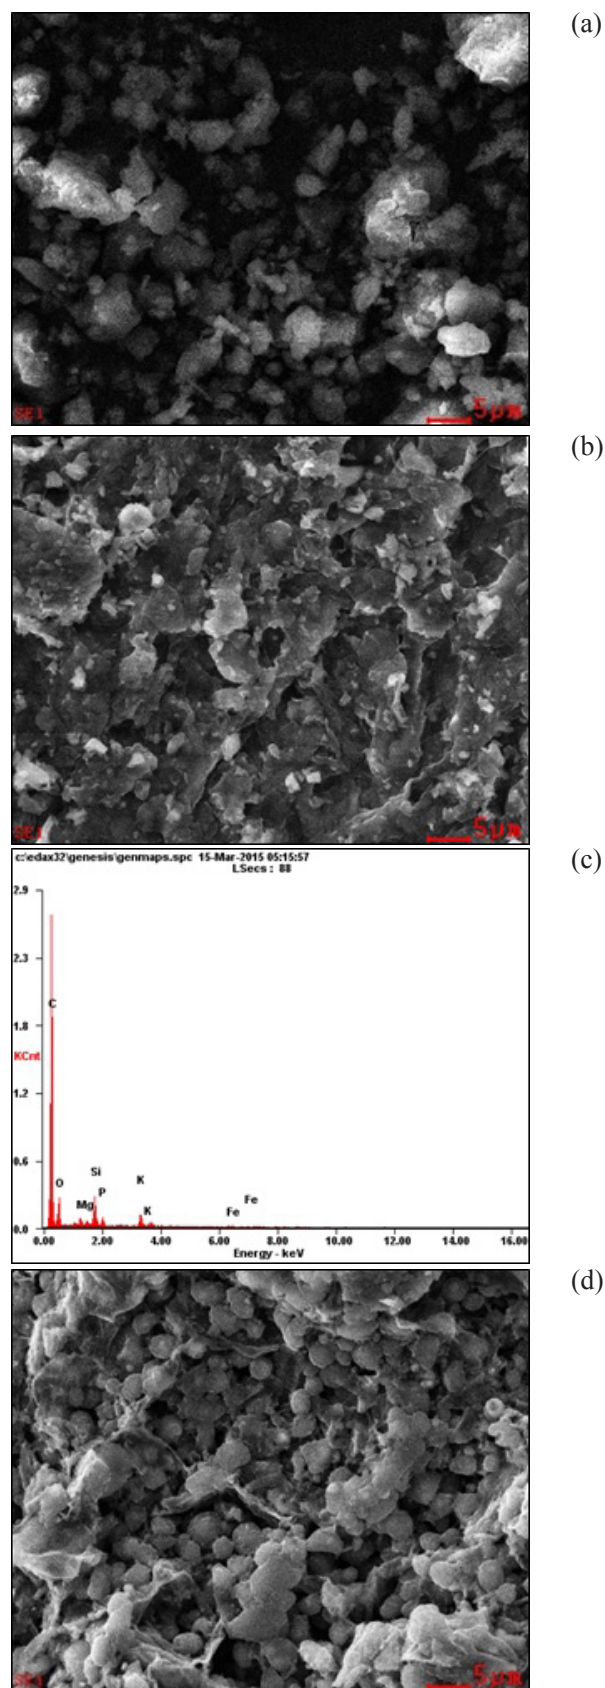 (a)
SE1
5µm
(b)
SE1
5µm
c:\edax32\genesis\genmaps.spc 15-Mar-2015 05:15:57
LSecs : 88
(c)
2.9
2.3
C
1.8
KCnt
1.2
0.6
Si
K
O
P
Mg
K
Fe
Fe
0.0
0.00 2.00 4.00 6.00 8.00 10.00 12.00 14.00 16.00
Energy - keV
(d)
SE1
5µm